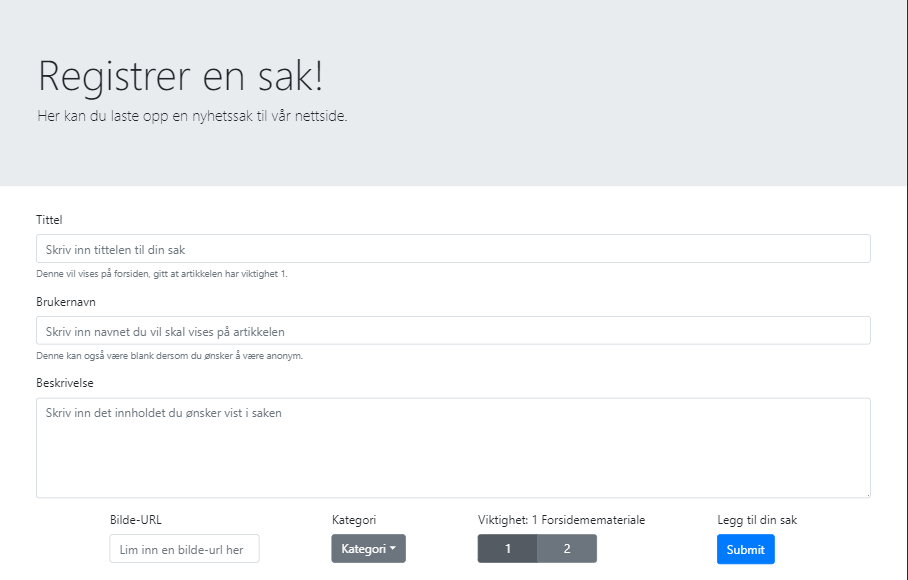 Registrer en sak!
Her kan du laste opp en nyhetssak til vår nettside.
Tittel
Skriv inn tittelen til din sak
Denne vil vises på forsiden, gitt at artikkelen har viktighet 1.
Brukernavn
Skriv inn navnet du vil skal vises på artikkelen
Denne kan også være blank dersom du ønsker å være anonym.
Beskrivelse
Skriv inn det innholdet du ønsker vist i saken
Bilde-URL
Kategori
Viktighet: 1 Forsidememateriale
Legg til din sak
Lim inn en bilde-url her
Kategori
1
2
Submit